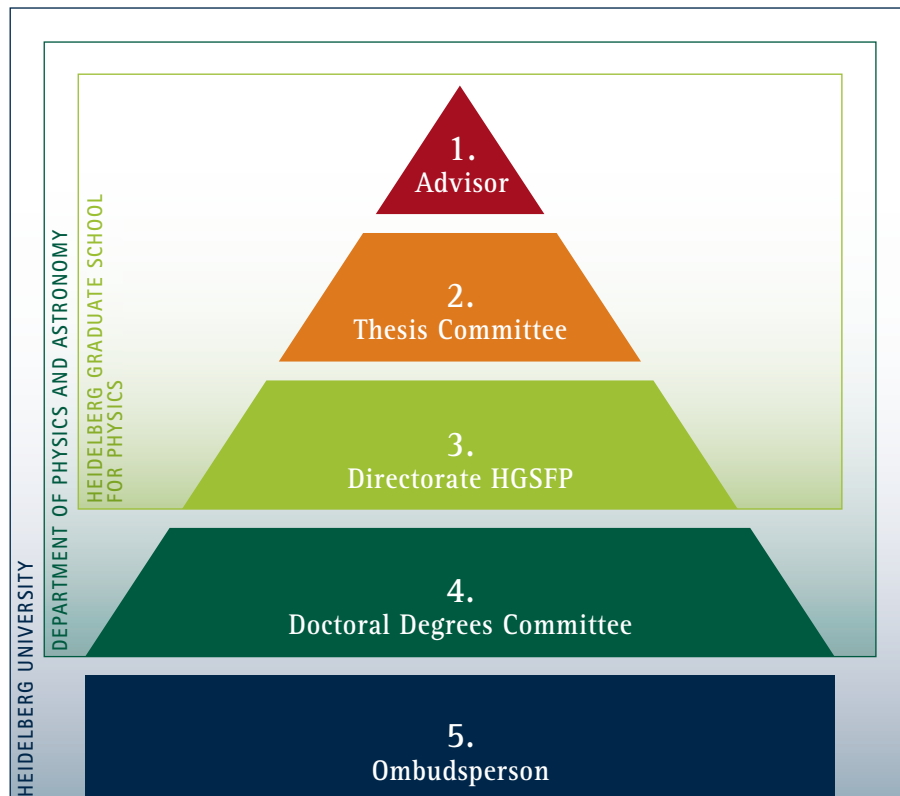 1.
Advisor
2.
Thesis Committee
3.
Directorate HGSFP
4.
Doctoral Degrees Committee
5.
Ombudsperson
HEIDELBERG GRADUATE SCHOOL
FOR PHYSICS
DEPARTMENT OF PHYSICS AND ASTRONOMY
HEIDELBERG UNIVERSITY